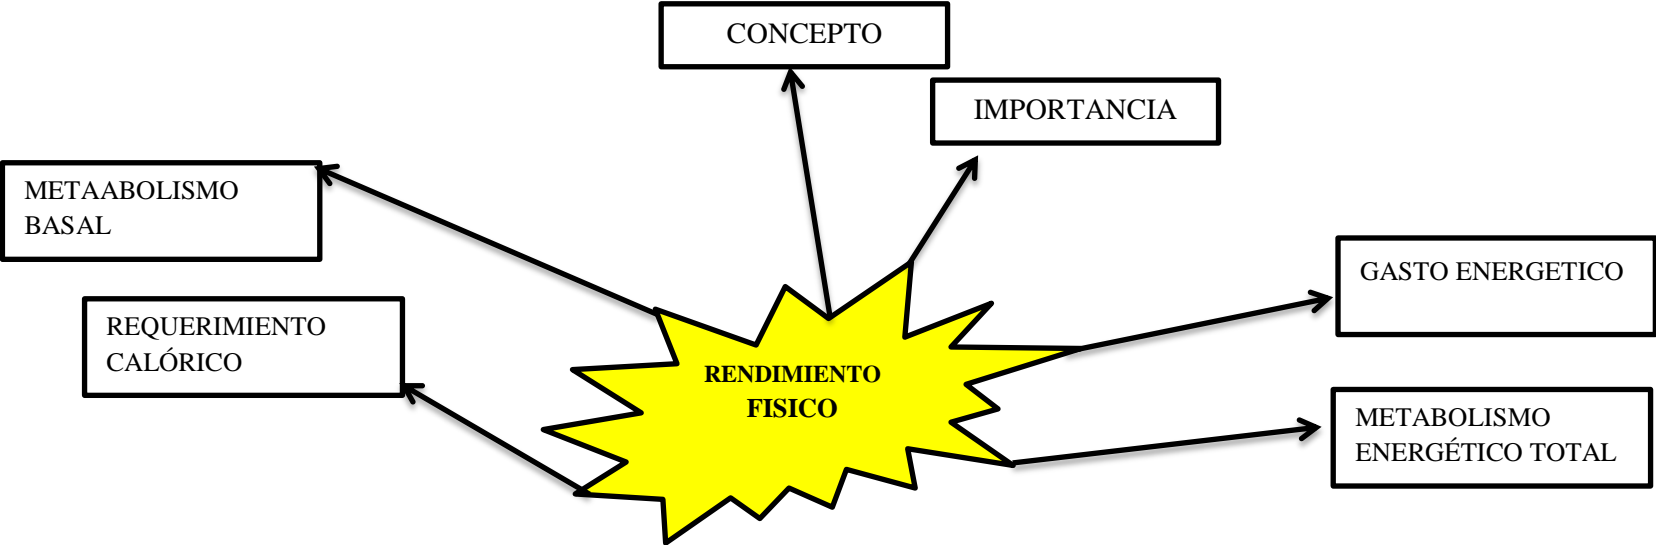 CONCEPTO
IMPORTANCIA
METAABOLISMO
BASAL
GASTO ENERGETICO
REQUERIMIENTO
CALÓRICO
RENDIMIENTO
FISICO
METABOLISMO
ENERGÉTICO TOTAL